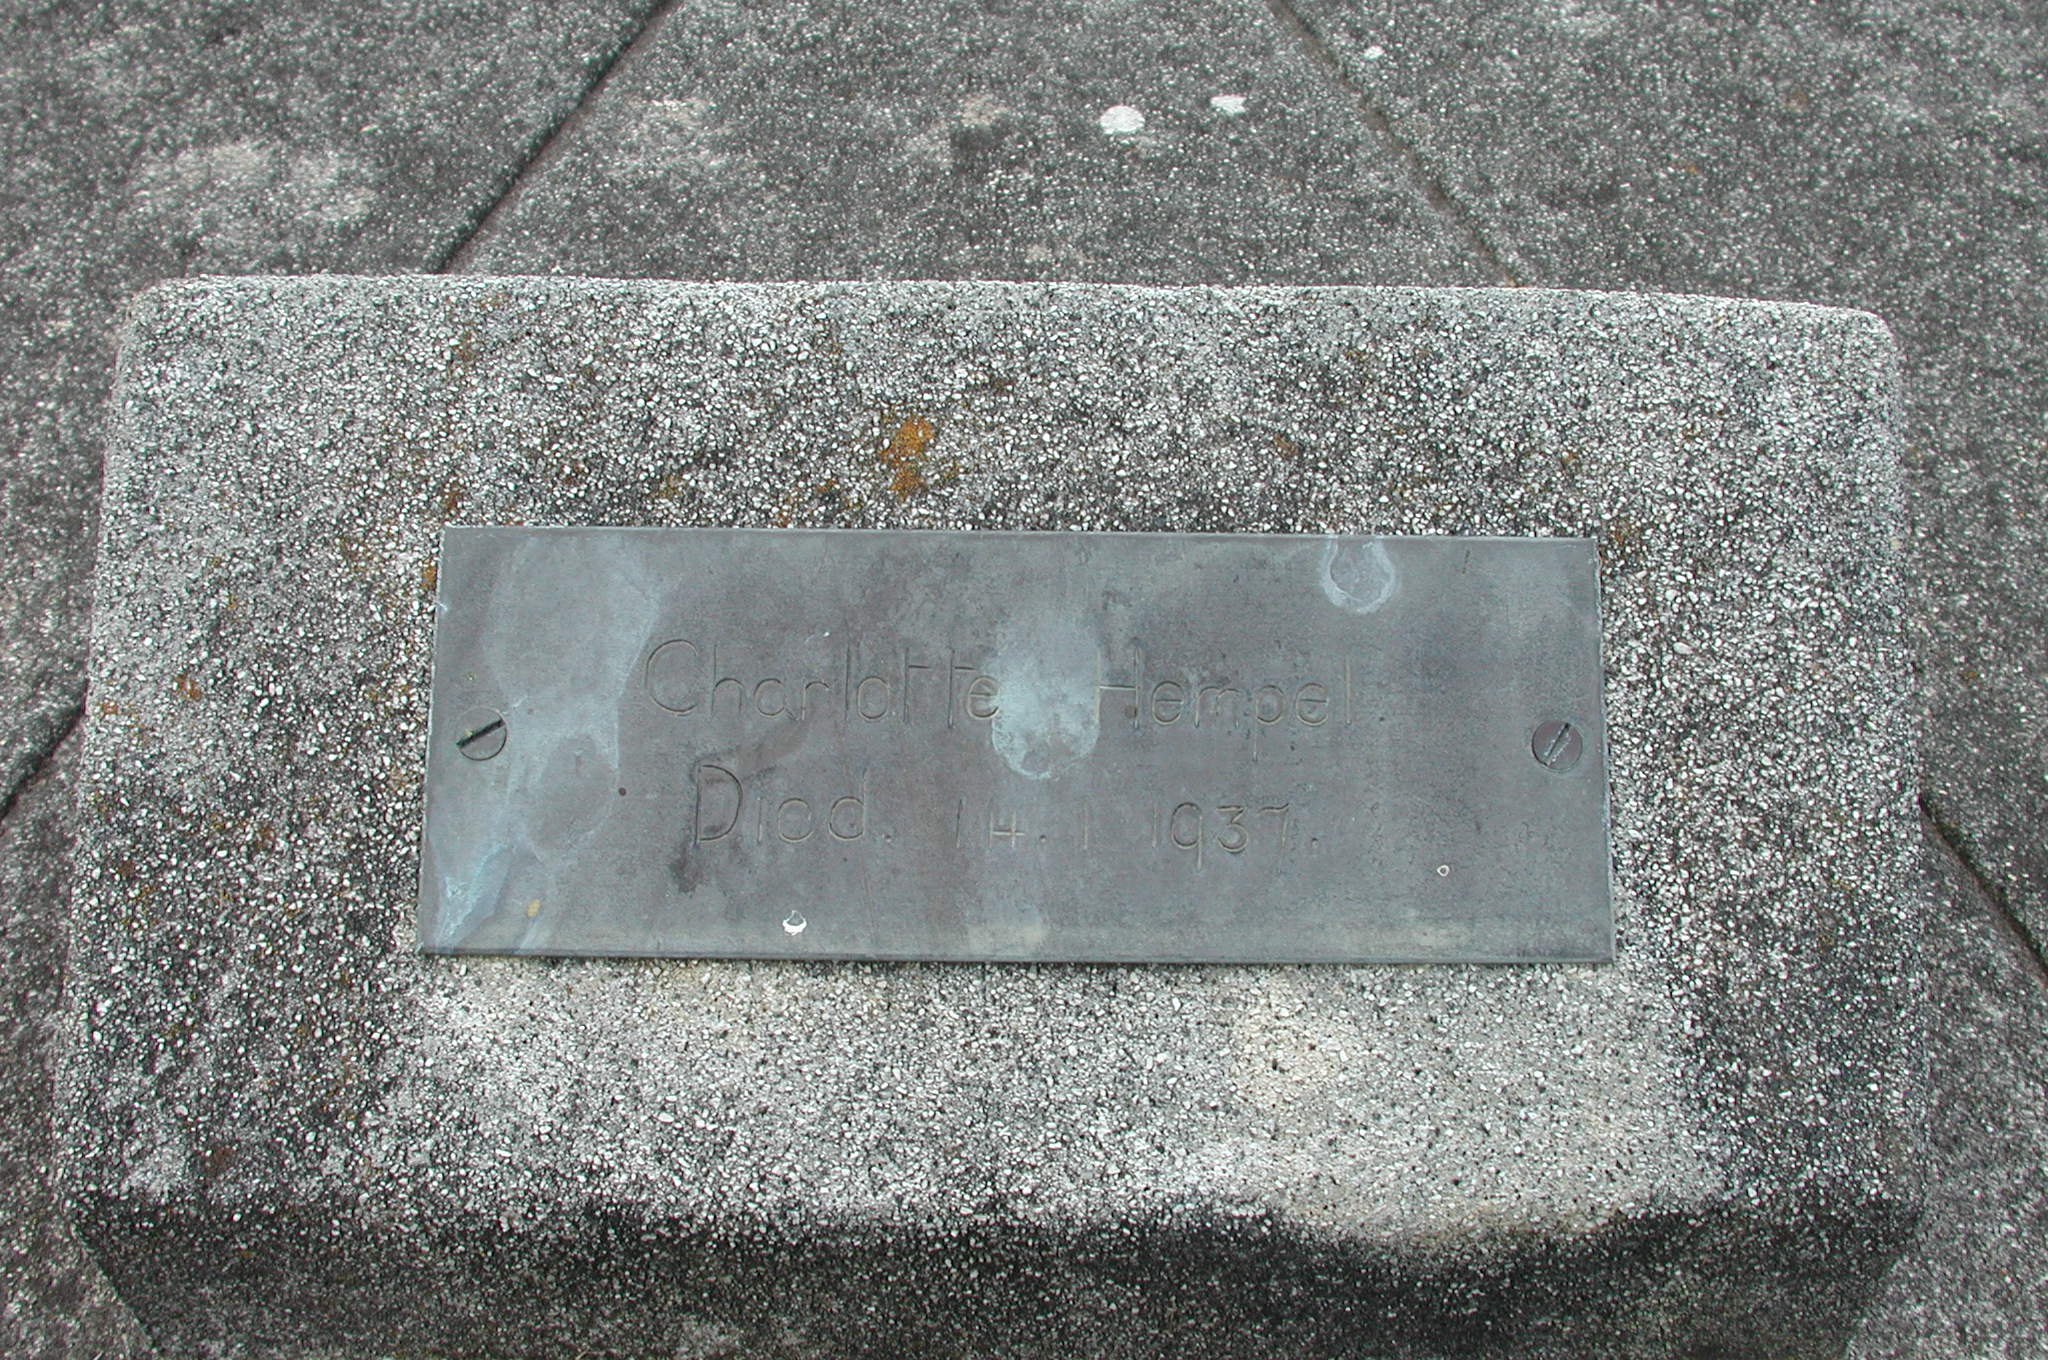 Charlotte Hempel
Died. 14.1 1937.